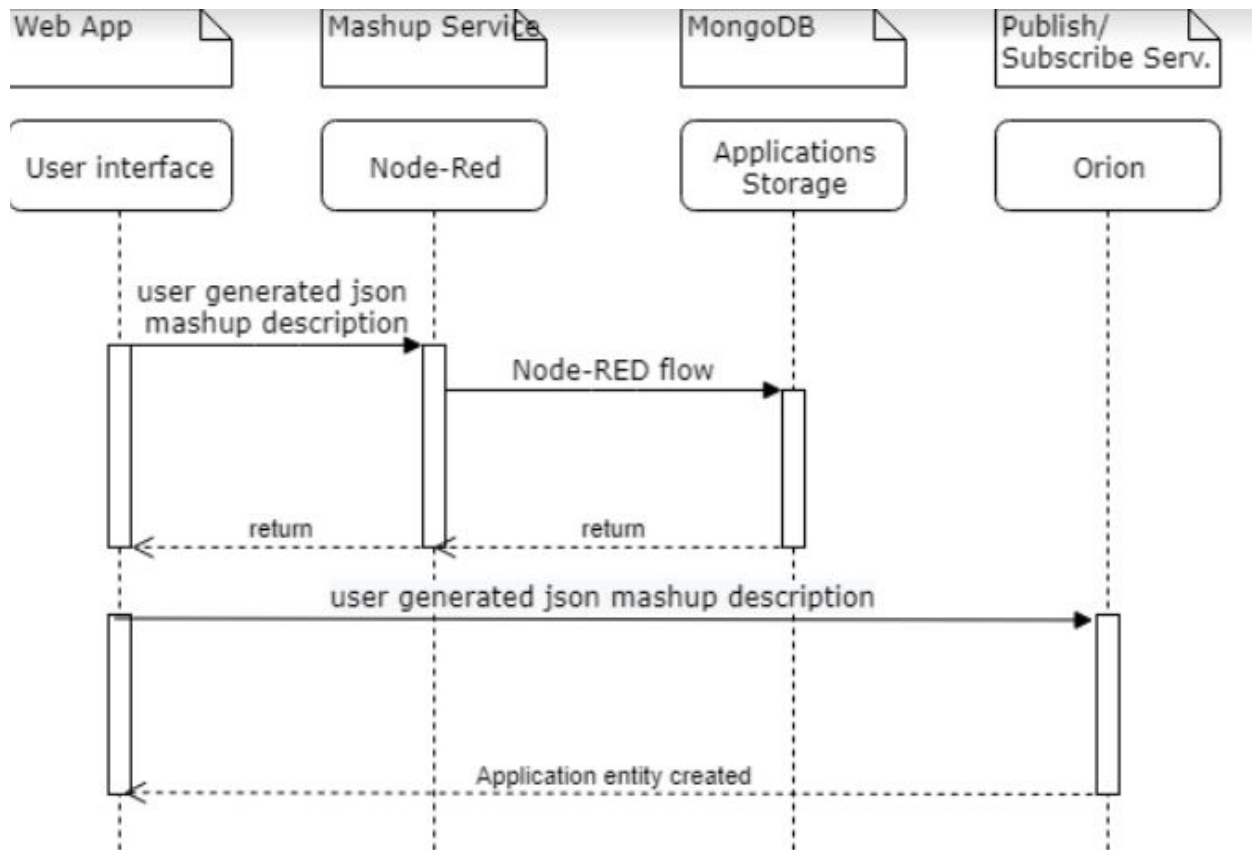 Web App
Mashup Service
MongoDB
Publish/
Subscribe Serv.
User interface
Node-Red
Applications
Storage
Orion
user generated json
mashup description
Node-RED flow
return
return
user generated json mashup description
Application entity created